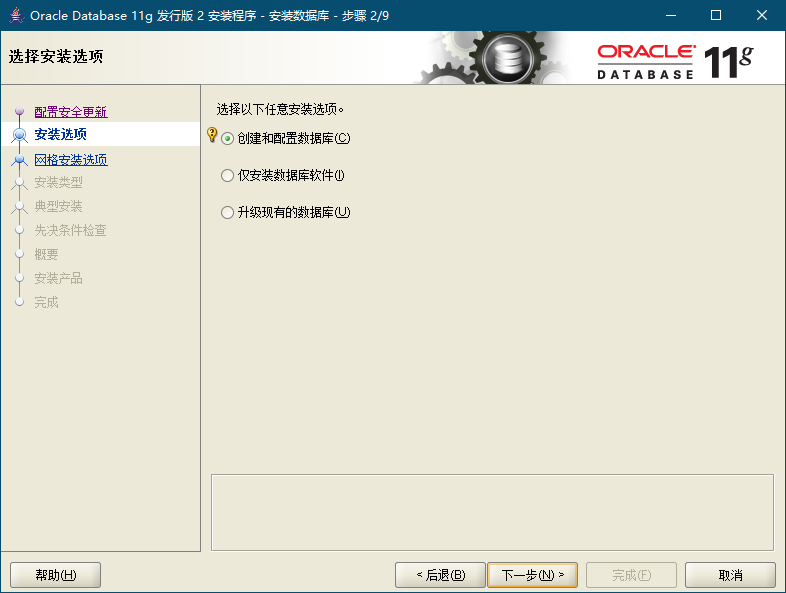 Oracle Database 11g 发行版 2 安装程序 - 安装数据库 - 步骤 2/9
选择安装选项
ORACLE
DATABASE 11g
配置安全更新
安装选项
网格安装选项
安装类型
典型安装
先决条件检查
概要
安装产品
完成
选择以下任意安装选项。
创建和配置数据库(C)
仅安装数据库软件(I)
升级现有的数据库(U)
帮助(H)
< 后退(B)
下一步(N) >
完成(F)
取消